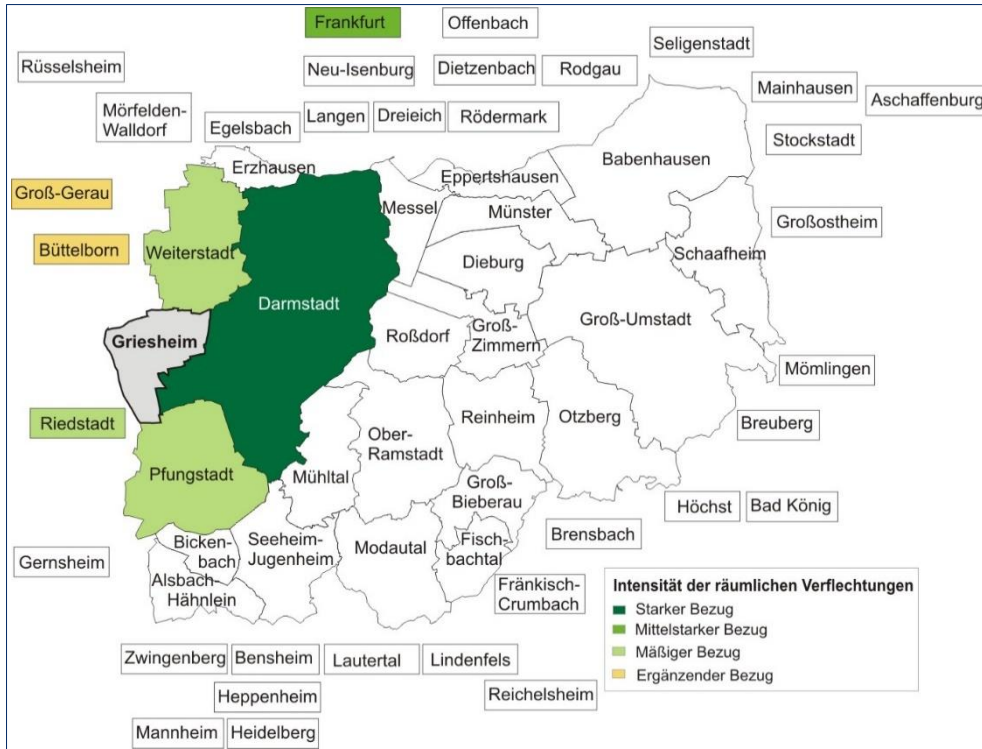 Frankfurt
Offenbach
Seligenstadt
Rüsselsheim
Neu-Isenburg
Dietzenbach
Rodgau
Mainhausen
Aschaffenburg
Mörfelden-
Walldorf
Egelsbach
Langen
Dreieich
Rödermark
Stockstadt
Erzhausen
Eppertshausen
Babenhausen
Groß-Gerau
Messel
Münster
Großostheim
Büttelborn
Weiterstadt
Dieburg
Schaafheim
Darmstadt
Griesheim
Roßdorf
Groß-
Zimmern
Groß-Umstadt
Mömlingen
Riedstadt
Ober-
Ramstadt
Reinheim
Otzberg
Breuberg
Pfungstadt
Mühltal
Groß-
Bieberau
Höchst
Bad König
Bicken-
bach
Seeheim-
Jugenheim
Modautal
Fisch-
bachtal
Brensbach
Gernsheim
Alsbach-
Hähnlein
Fränkisch-
Crumbach
Intensität der räumlichen Verflechtungen
Starker Bezug
Mittelstarker Bezug
Mäßiger Bezug
Ergänzender Bezug
Zwingenberg
Bensheim
Lautertal
Lindenfels
Heppenheim
Reichelsheim
Mannheim
Heidelberg